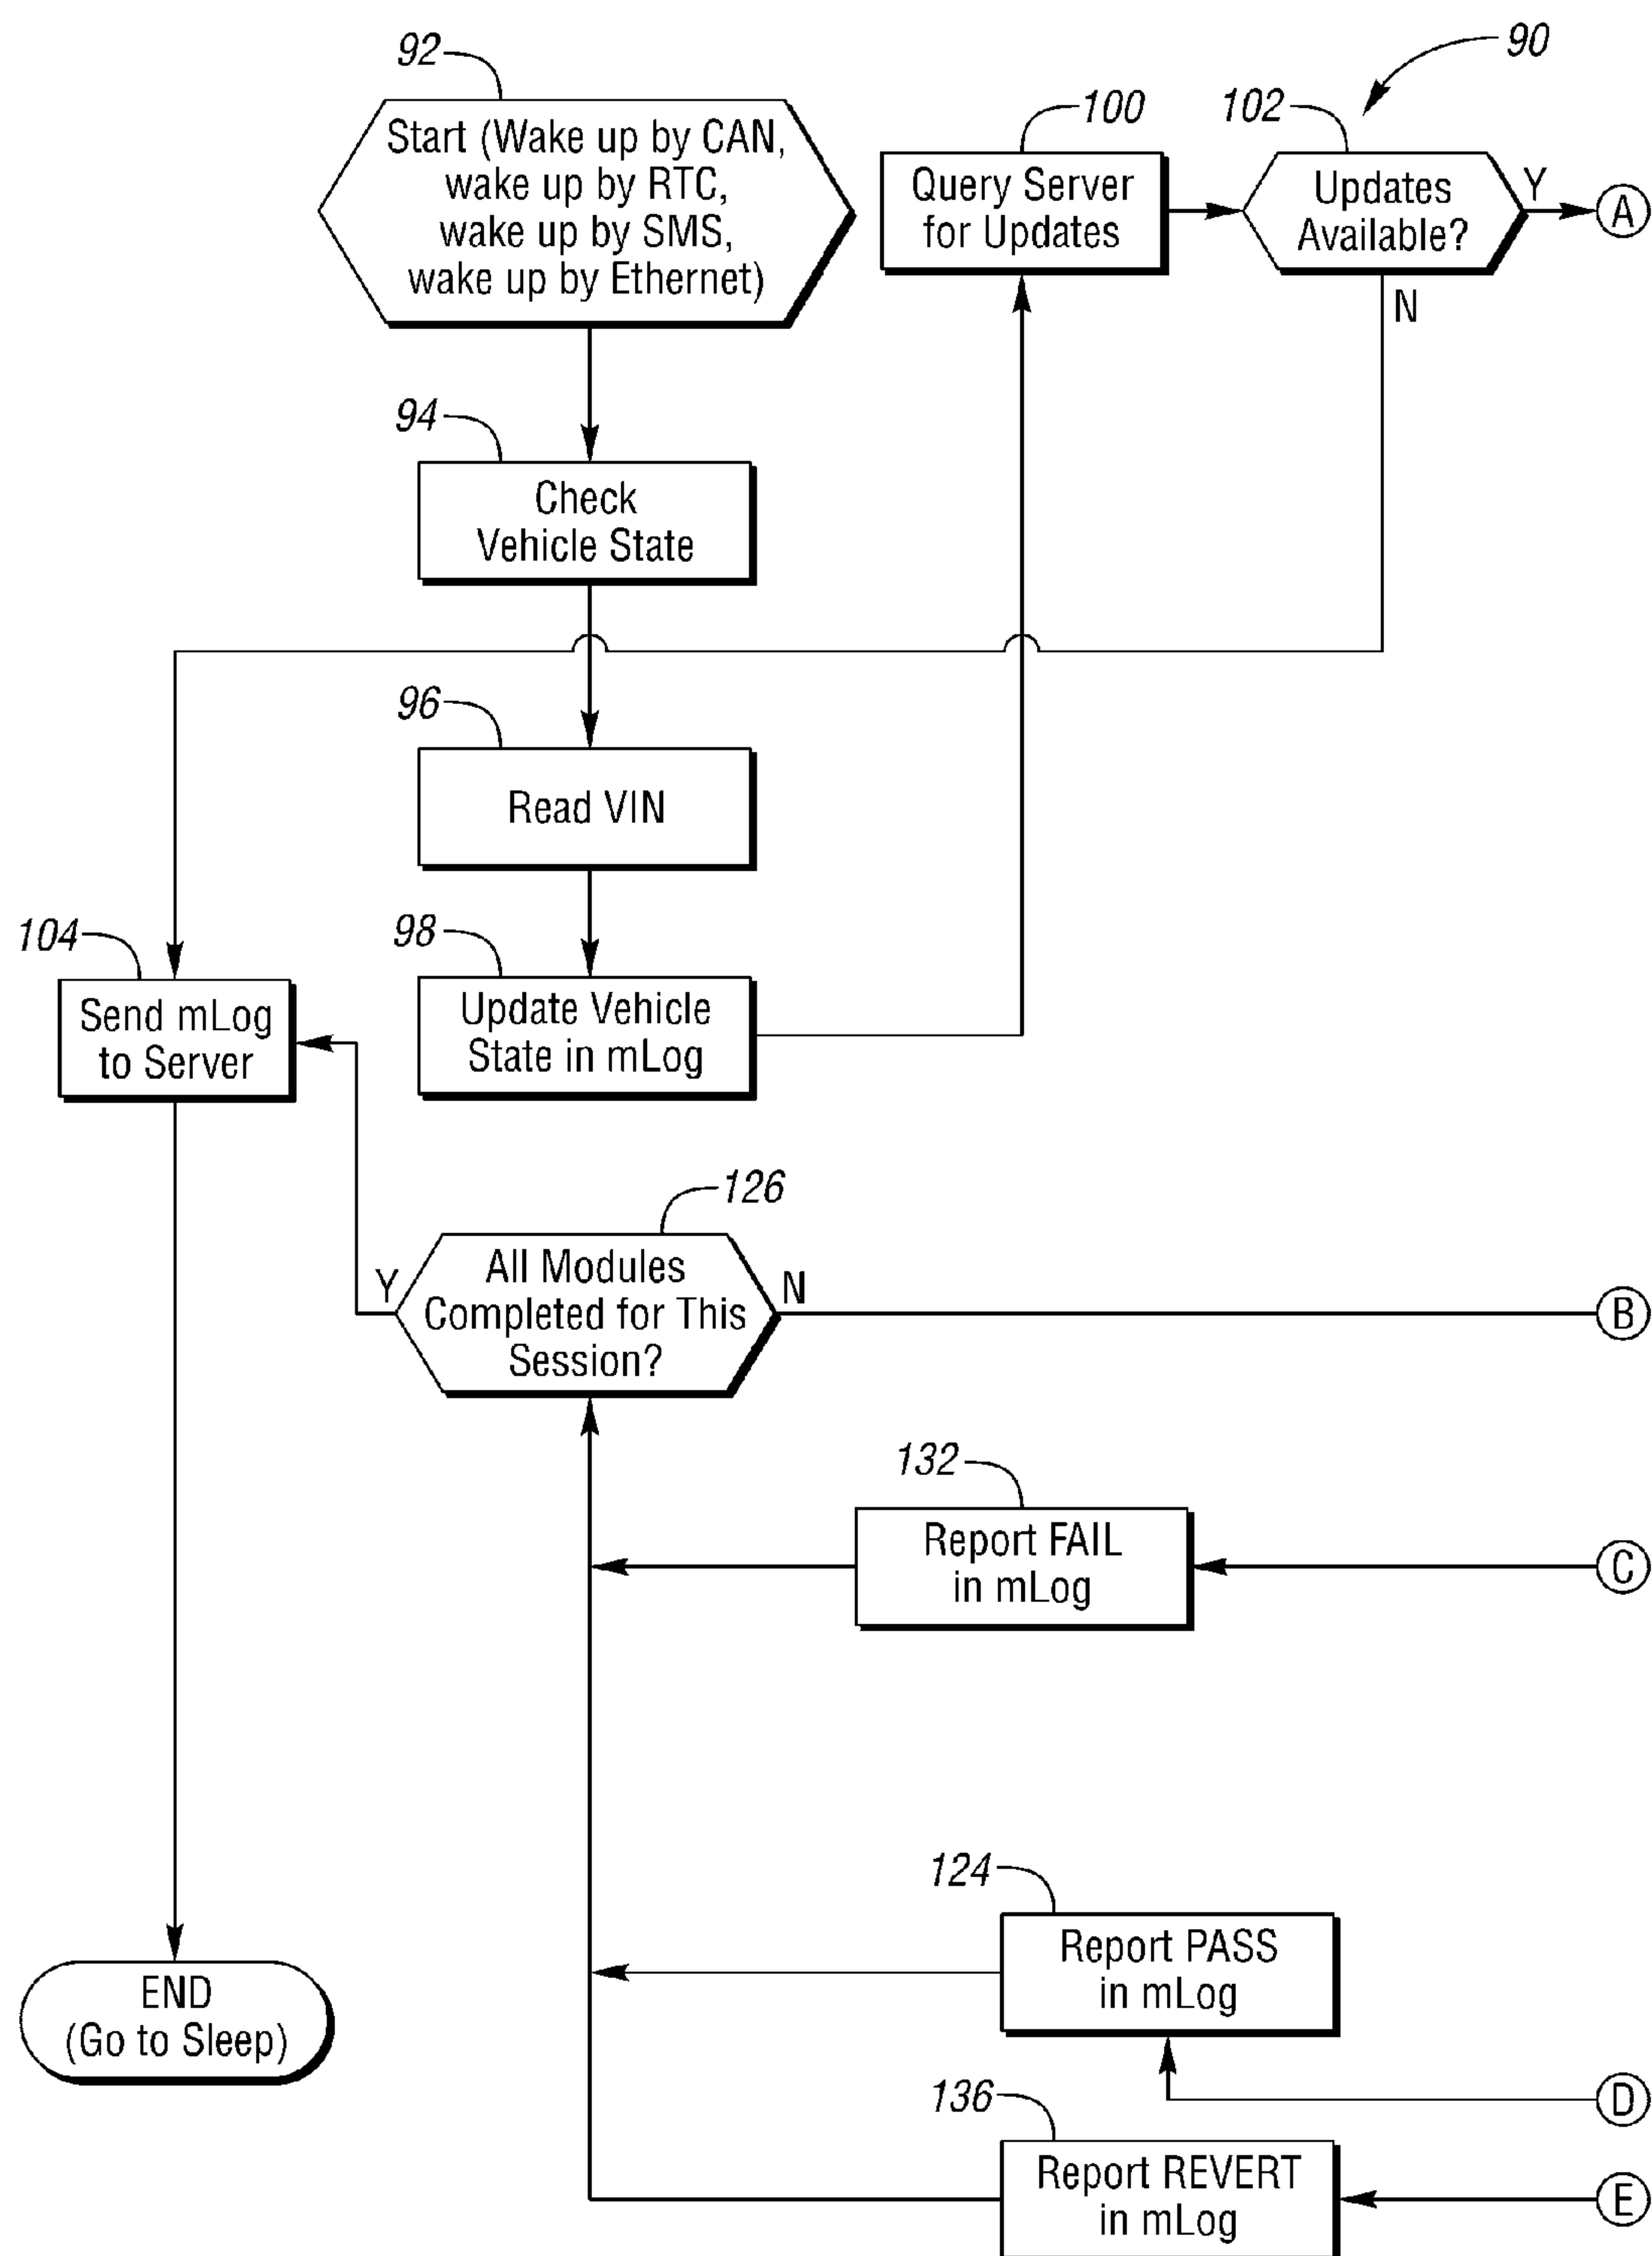 92
Start (Wake up by CAN,
wake up by RTC,
wake up by SMS,
wake up by Ethernet)
100
Query Server
for Updates
102
Updates
Available?
Y
A
90
N
94
Check
Vehicle State
96
Read VIN
98
Update Vehicle
State in mLog
104
Send mLog
to Server
126
All Modules
Completed for This
Session?
Y
N
B
132
Report FAIL
in mLog
C
124
Report PASS
in mLog
D
END
(Go to Sleep)
136
Report REVERT
in mLog
E